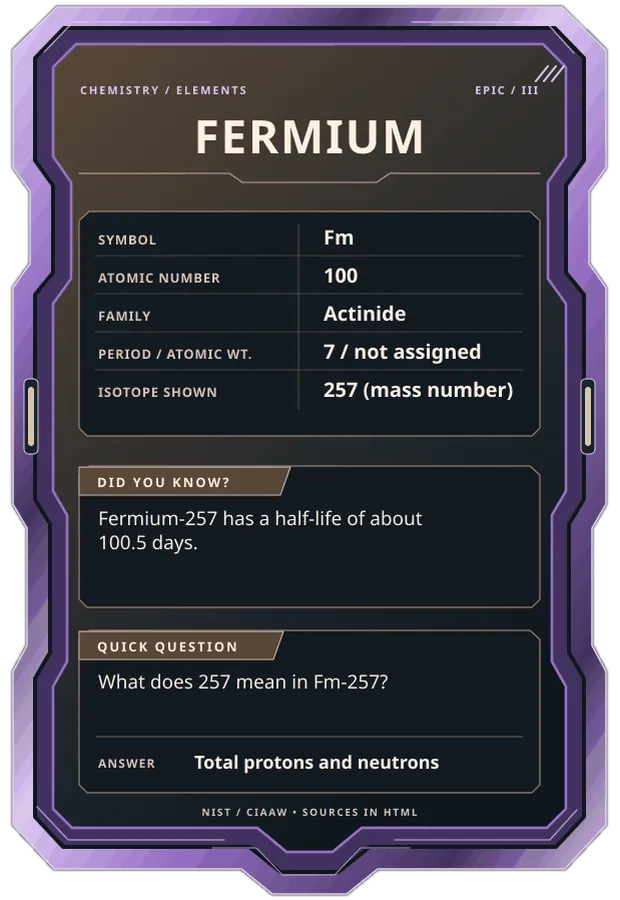 CHEMISTRY / ELEMENTS
EPIC / III
FERMIUM
SYMBOL Fm
ATOMIC NUMBER 100
FAMILY Actinide
PERIOD / ATOMIC WT. 7 / not assigned
ISOTOPE SHOWN 257 (mass number)
DID YOU KNOW?
Fermium-257 has a half-life of about
100.5 days.
QUICK QUESTION
What does 257 mean in Fm-257?
ANSWER Total protons and neutrons
NIST / CIAAW • SOURCES IN HTML